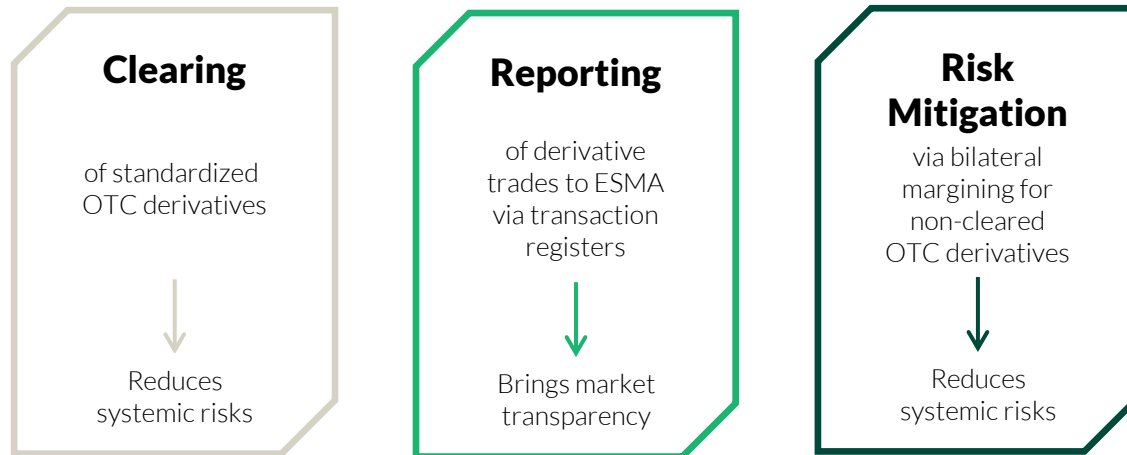 Clearing
of standardized
OTC derivatives
Reduces
systemic risks
Reporting
of derivative
trades to ESMA
via transaction
registers
Brings market
transparency
Risk
Mitigation
via bilateral
margining for
non-cleared
OTC derivatives
Reduces
systemic risks